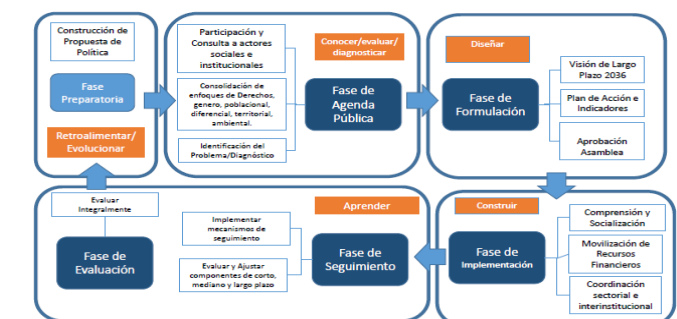 Construcción de
Propuesta de
Política
Fase
Preparatoria
Retroalimentar/
Evolucionar
Participación y
Consulta a actores
sociales e
institucionales
Consolidación de
enfoques de Derechos,
genero, poblacional,
diferencial, territorial,
ambiental.
Identificación del
Problema/Diagnóstico
Conocer/evaluar/
diagnosticar
Fase de
Agenda
Pública
Diseñar
Fase de
Formulación
Visión de Largo
Plazo 2036
Plan de Acción e
Indicadores
Aprobación
Asamblea
Evaluar
Integralmente
Fase de
Evaluación
Implementar
mecanismos de
seguimiento
Evaluar y Ajustar
componentes de corto,
mediano y largo plazo
Aprender
Fase de
Seguimiento
Construir
Fase de
Implementación
Comprensión y
Socialización
Movilización de
Recursos
Financieros
Coordinación
sectorial e
interinstitucional